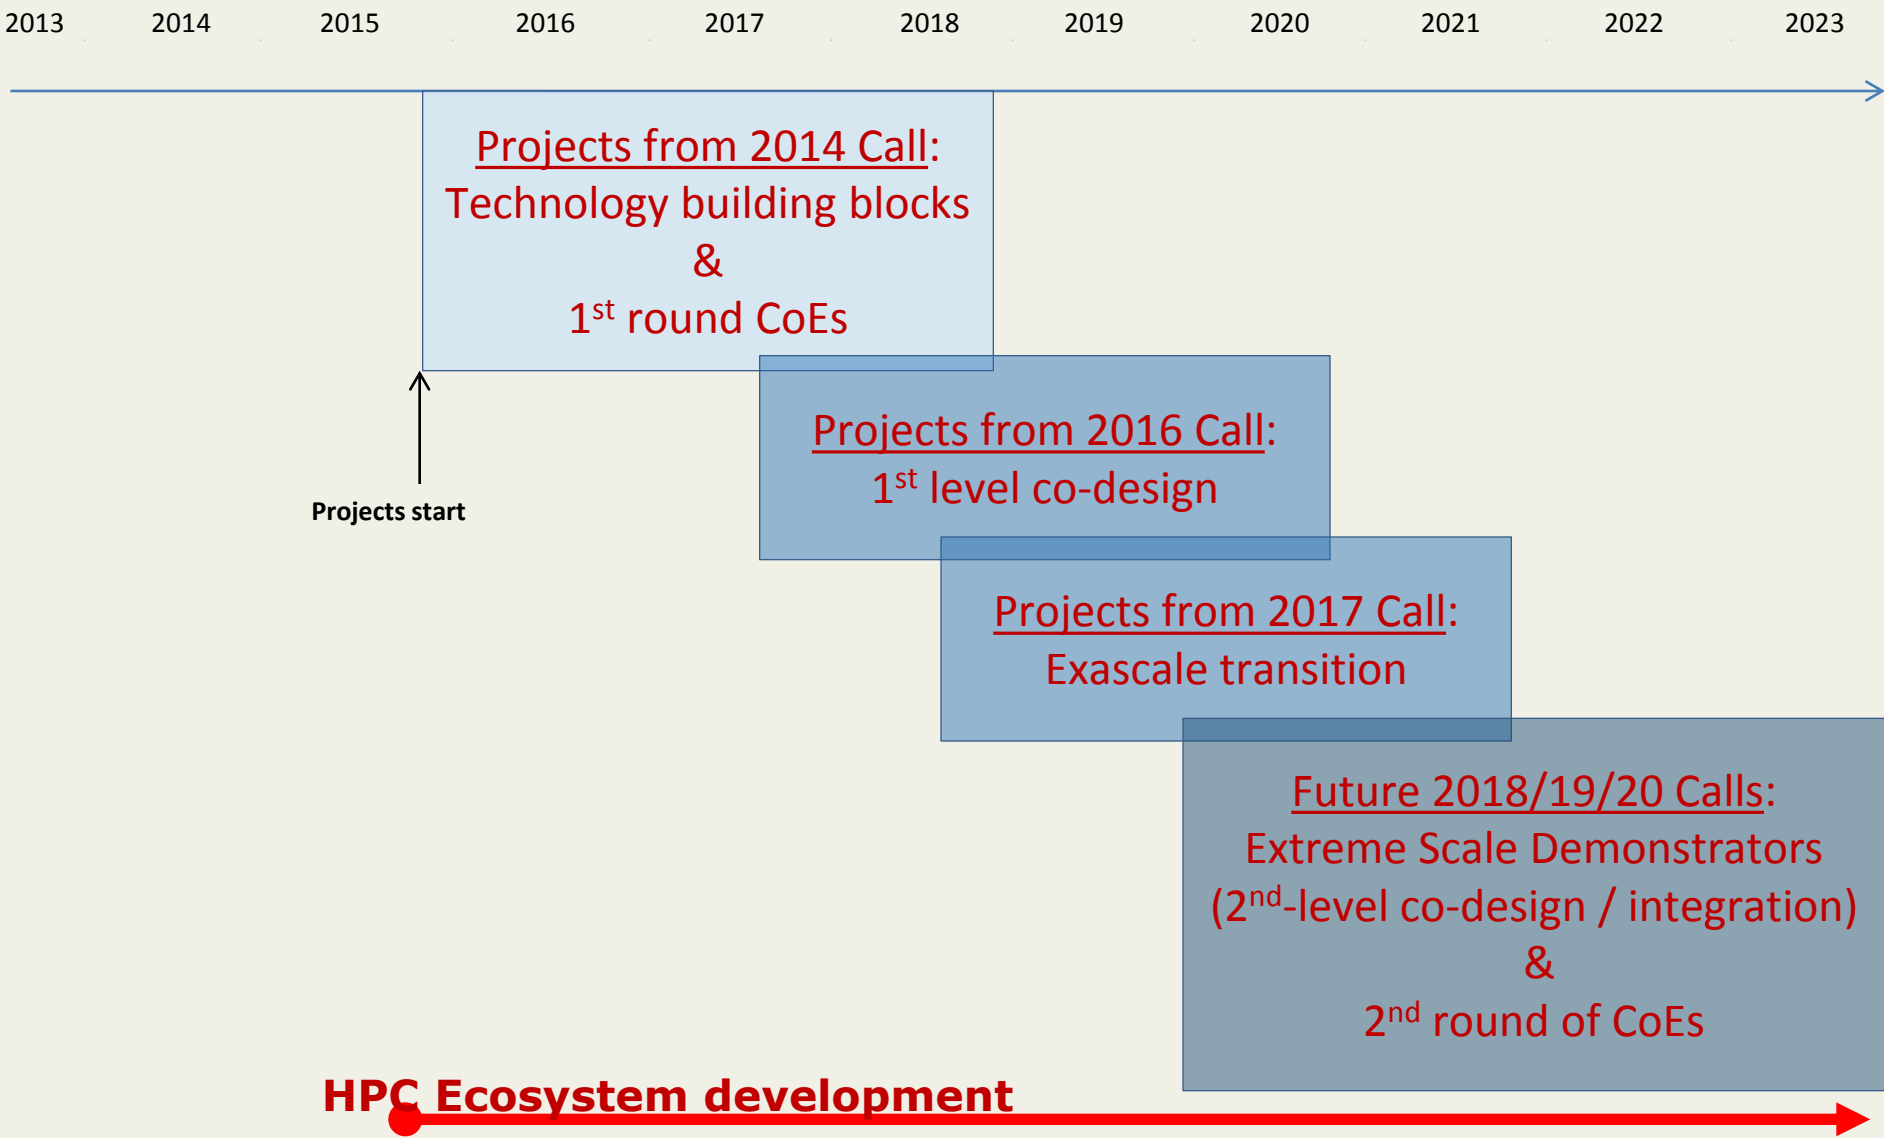 2013 2014 2015 2016 2017 2018 2019 2020 2021 2022 2023
Projects from 2014 Call:
Technology building blocks
&
1st round CoEs
Projects start
Projects from 2016 Call:
1st level co-design
Projects from 2017 Call:
Exascale transition
Future 2018/19/20 Calls:
Extreme Scale Demonstrators
(2nd-level co-design / integration)
&
2nd round of CoEs
HPC Ecosystem development